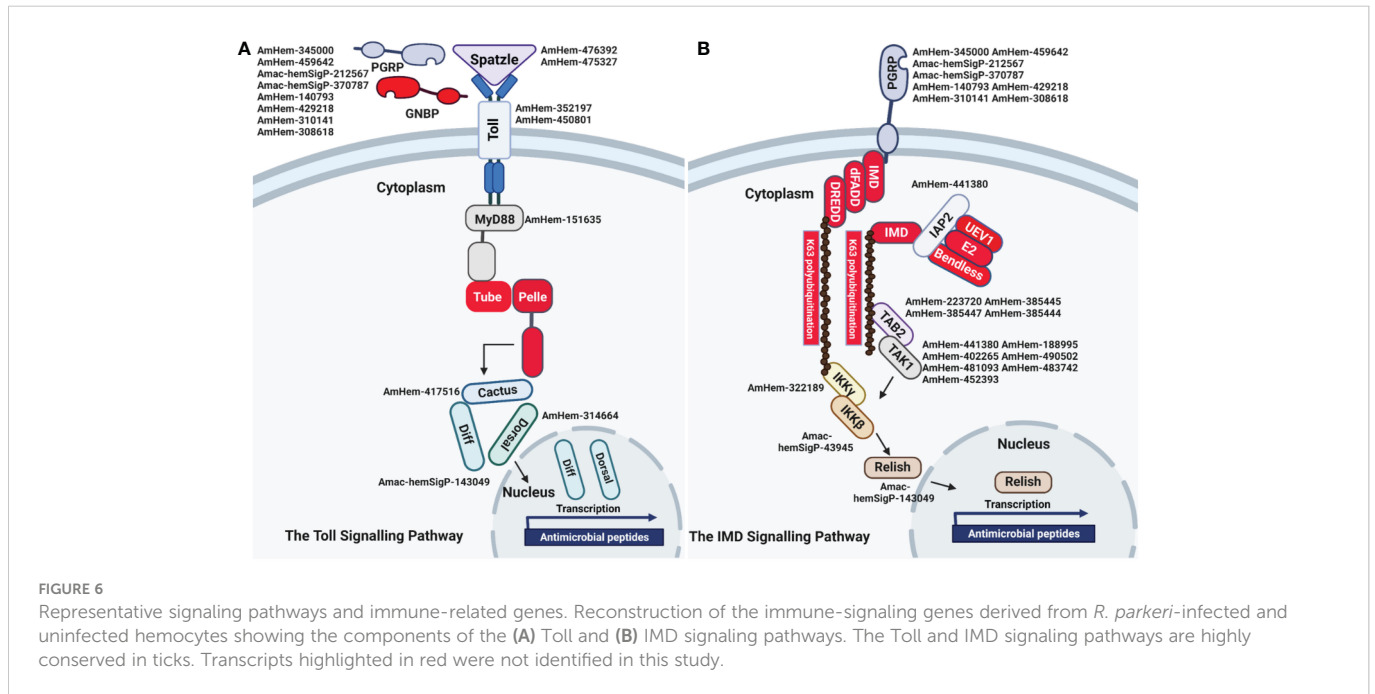 A
AmHem-345000
AmHem-459642
Amac-hemSigP-212567
Amac-hemSigP-370787
AmHem-140793
AmHem-429218
AmHem-310141
AmHem-308618
PGRP
GNBP
Spatzle
AmHem-476392
AmHem-475327
Toll
AmHem-352197
AmHem-450801
Cytoplasm
MyD88
AmHem-151635
Tube
Pelle
AmHem-417516
Cactus
Diff
Dorsal
AmHem-314664
Amac-hemSigP-143049
Nucleus
Diff
Dorsal
Transcription
Antimicrobial peptides
The Toll Signalling Pathway
B
PGRP
AmHem-345000 AmHem-459642
Amac-hemSigP-212567
Amac-hemSigP-370787
AmHem-140793 AmHem-429218
AmHem-310141 AmHem-308618
Cytoplasm
DREDD
dFADD
IMD
AmHem-441380
IMD
IAP2
UEV1
E2
Bendless
K63 polyubiquitination
K63 polyubiquitination
AmHem-223720 AmHem-385445
AmHem-385447 AmHem-385444
TAB2
TAK1
AmHem-441380 AmHem-188995
AmHem-402265 AmHem-490502
AmHem-481093 AmHem-483742
AmHem-452393
AmHem-322189
IKKγ
IKKβ
Amac-
hemSigP-43945
Relish
Amac-
hemSigP-143049
Nucleus
Relish
Transcription
Antimicrobial peptides
The IMD Signalling Pathway
FIGURE 6
Representative signaling pathways and immune-related genes. Reconstruction of the immune-signaling genes derived from R. parkeri-infected and
uninfected hemocytes showing the components of the (A) Toll and (B) IMD signaling pathways. The Toll and IMD signaling pathways are highly
conserved in ticks. Transcripts highlighted in red were not identified in this study.